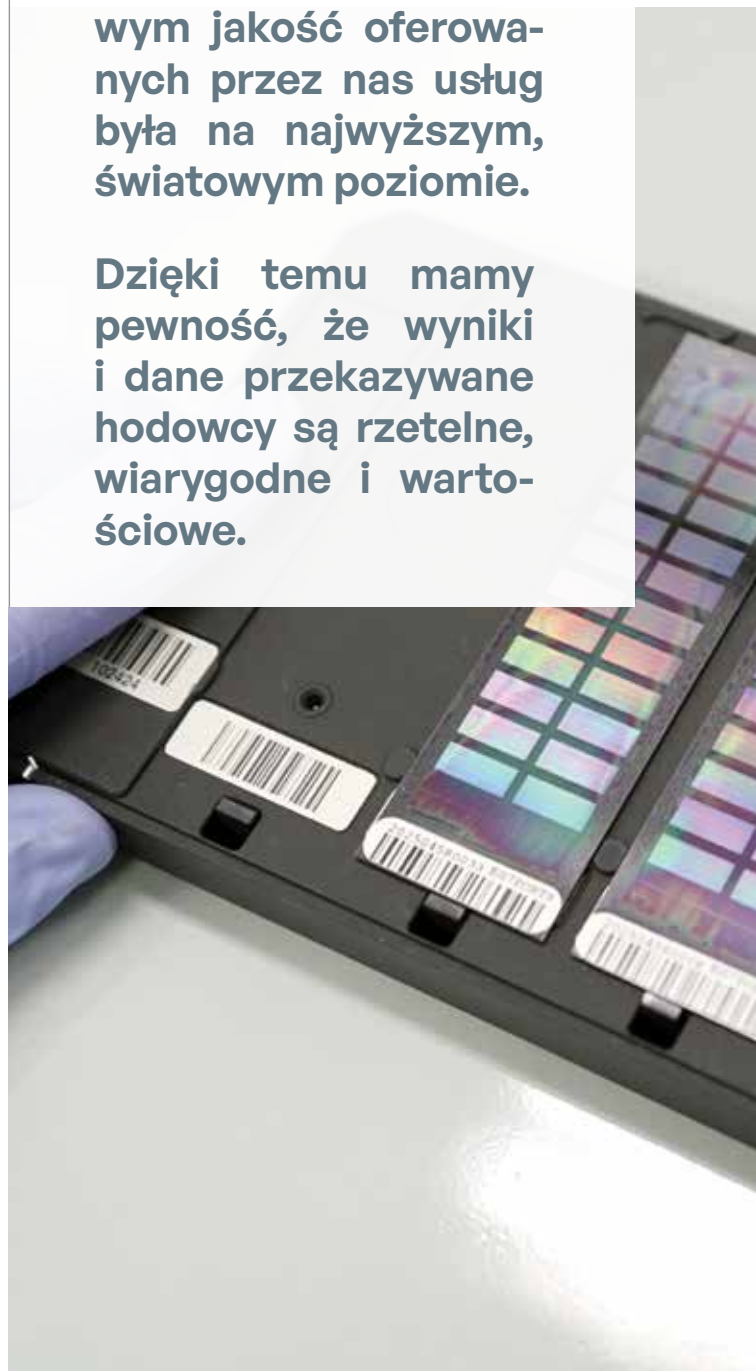 wym jakość oferowa-
nych przez nas usług
była na najwyższym,
światowym poziomie.
Dzięki temu mamy
pewność, że wyniki
i dane przekazywane
hodowcy są rzetelne,
wiarygodne i warto-
ściowe.
102424